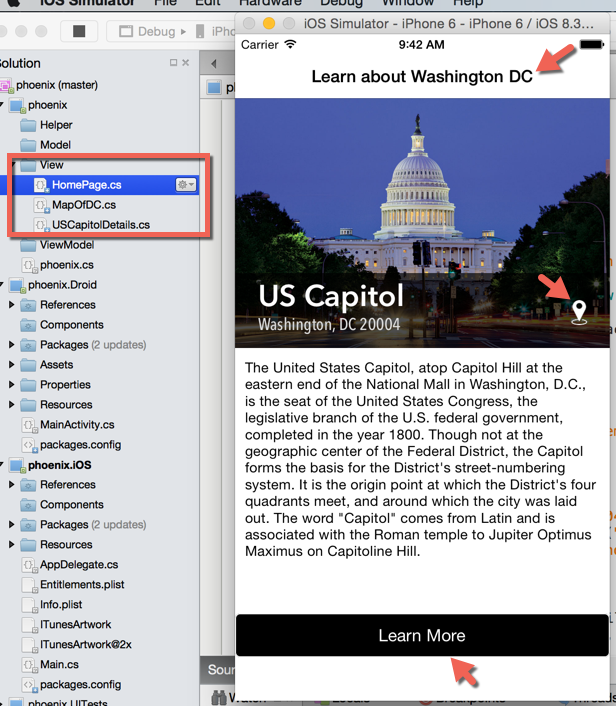 iOS Simulator File Edit Hardware Debug Window Help
Debug
iPho
Solution
phoenix (master)
phoenix
Helper
Model
View
HomePage.cs
MapOfDC.cs
USCapitolDetails.cs
ViewModel
phoenix.cs
phoenix.Droid
References
Components
Packages (2 updates)
Assets
Properties
Resources
MainActivity.cs
packages.config
phoenix.iOS
References
Components
Packages (2 updates)
Resources
AppDelegate.cs
Entitlements.plist
Info.plist
ITunesArtwork
ITunesArtwork@2x
Main.cs
packages.config
phoenix.UITests
iOS Simulator - iPhone 6 - iPhone 6 / iOS 8.3...
Carrier 9:42 AM
Learn about Washington DC
US Capitol
Washington, DC 20004
The United States Capitol, atop Capitol Hill at the
eastern end of the National Mall in Washington, D.C.,
is the seat of the United States Congress, the
legislative branch of the U.S. federal government,
completed in the year 1800. Though not at the
geographic center of the Federal District, the Capitol
forms the basis for the District's street-numbering
system. It is the origin point at which the District's four
quadrants meet, and around which the city was laid
out. The word "Capitol" comes from Latin and is
associated with the Roman temple to Jupiter Optimus
Maximus on Capitoline Hill.
Learn More
Sour
Watch Locals Breakpoints Threads